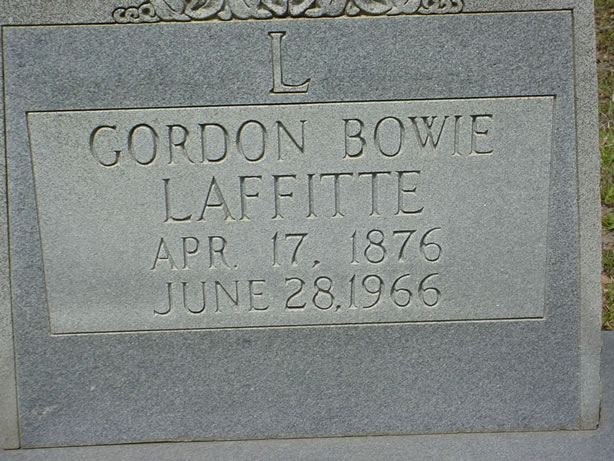 L
GORDON BOWIE
LAFFITTE
APR. 17, 1876
JUNE 28, 1966